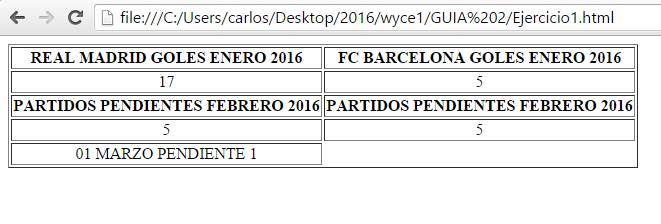 file:///C:/Users/carlos/Desktop/2016/wyce1/GUIA%202/Ejercicio1.html
REAL MADRID GOLES ENERO 2016 FC BARCELONA GOLES ENERO 2016
17 5
PARTIDOS PENDIENTES FEBRERO 2016 PARTIDOS PENDIENTES FEBRERO 2016
5 5
01 MARZO PENDIENTE 1